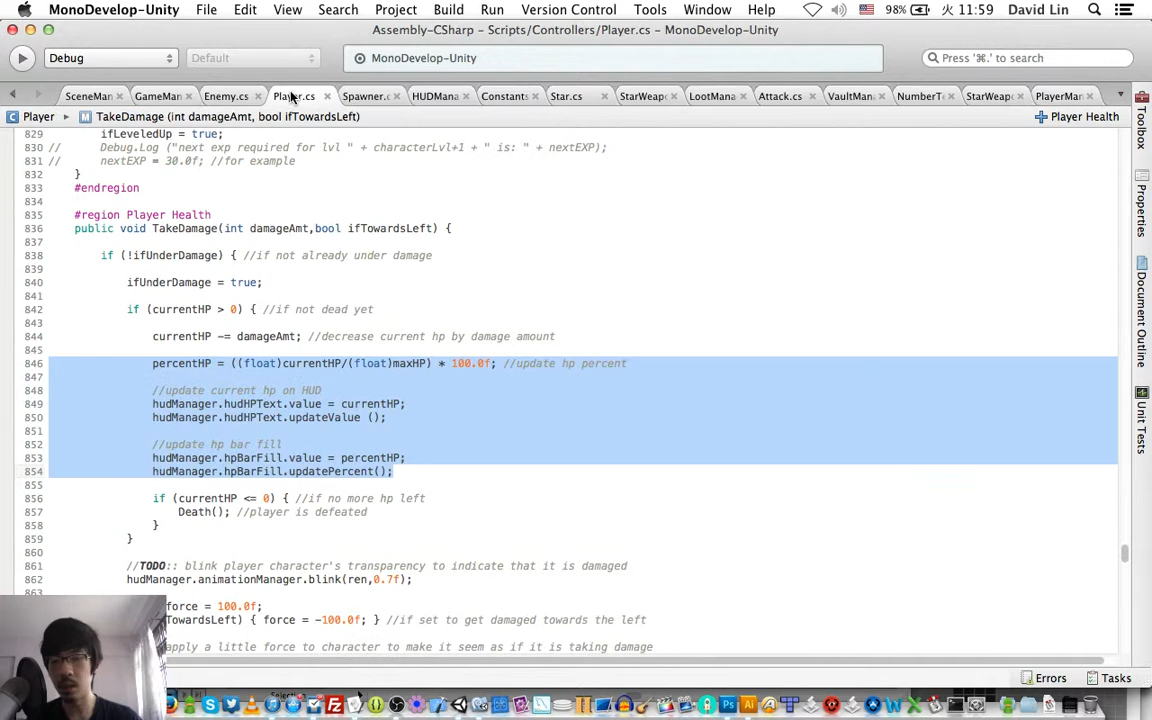 MonoDevelop-Unity File Edit View Search Project Build Run Version Control Tools Window Help 98% 火 11:59 David Lin
Assembly-CSharp - Scripts/Controllers/Player.cs - MonoDevelop-Unity
Debug Default MonoDevelop-Unity Press '⌘.' to search
SceneMan GameMan Enemy.cs Player.cs Spawner.c HUDMana Constants Star.cs StarWeap LootMana Attack.cs VaultMan NumberTe StarWeap PlayerMan
Player TakeDamage (int damageAmt, bool ifTowardsLeft) Player Health
829 ifLeveledUp = true;
830 // Debug.Log ("next exp required for lvl " + characterLvl+1 + " is: " + nextEXP);
831 // nextEXP = 30.0f; //for example
832 }
833 #endregion
834
835 #region Player Health
836 public void TakeDamage(int damageAmt,bool ifTowardsLeft) {
837
838 if (!ifUnderDamage) { //if not already under damage
839
840 ifUnderDamage = true;
841
842 if (currentHP > 0) { //if not dead yet
843
844 currentHP -= damageAmt; //decrease current hp by damage amount
845
846 percentHP = ((float)currentHP/(float)maxHP) * 100.0f; //update hp percent
847
848 //update current hp on HUD
849 hudManager.hudHPText.value = currentHP;
850 hudManager.hudHPText.updateValue ();
851
852 //update hp bar fill
853 hudManager.hpBarFill.value = percentHP;
854 hudManager.hpBarFill.updatePercent();
855
856 if (currentHP <= 0) { //if no more hp left
857 Death(); //player is defeated
858 }
859 }
860
861 //TODO:: blink player character's transparency to indicate that it is damaged
862 hudManager.animationManager.blink(ren,0.7f);
863
force = 100.0f;
TowardsLeft) { force = -100.0f; } //if set to get damaged towards the left
apply a little force to character to make it seem as if it is taking damage
Toolbox
Properties
Document Outline
Unit Tests
Errors Tasks